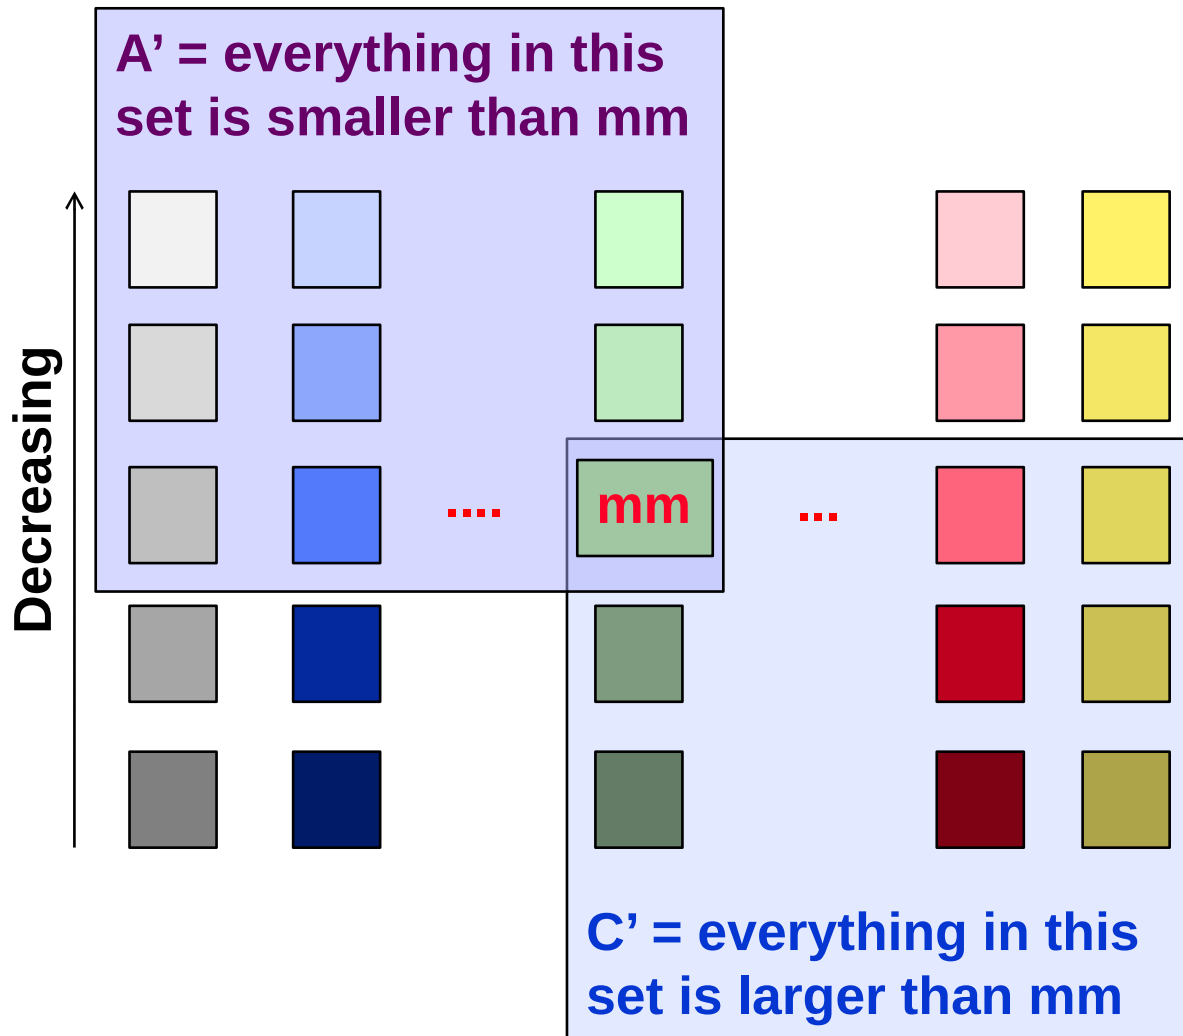 A’ = everything in this
set is smaller than mm
Decreasing
....
mm
...
C’ = everything in this
set is larger than mm